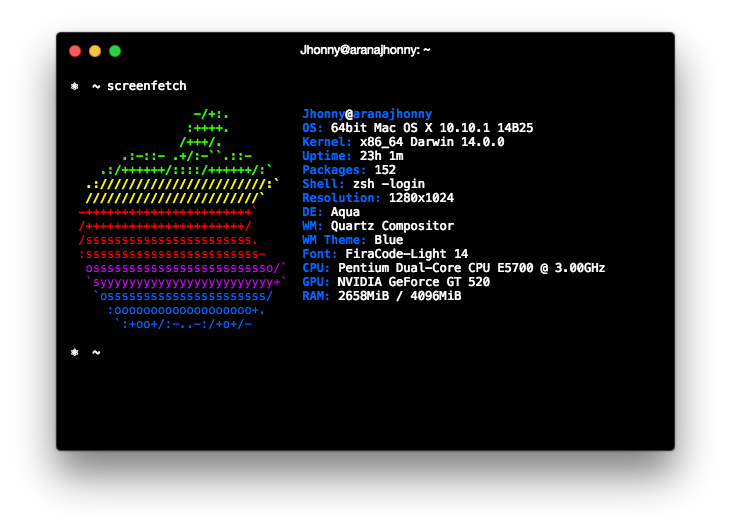 Jhonny@aranajhonny: ~
⎈ ~ screenfetch
-/+:.
:++++.
/+++/.
.:-::- .+/:-``.::-
.:/++++++/::::/++++++/:`
.:///////////////////////:`
////////////////////////`
-+++++++++++++++++++++++`
/++++++++++++++++++++++/
/sssssssssssssssssssssss.
:ssssssssssssssssssssssss-
osssssssssssssssssssssssso/`
`syyyyyyyyyyyyyyyyyyyyyyyy+`
`ossssssssssssssssssssss/
:ooooooooooooooooooo+.
`:+oo+/:-..-:/+o+/-
Jhonny@aranajhonny
OS: 64bit Mac OS X 10.10.1 14B25
Kernel: x86_64 Darwin 14.0.0
Uptime: 23h 1m
Packages: 152
Shell: zsh -login
Resolution: 1280x1024
DE: Aqua
WM: Quartz Compositor
WM Theme: Blue
Font: FiraCode-Light 14
CPU: Pentium Dual-Core CPU E5700 @ 3.00GHz
GPU: NVIDIA GeForce GT 520
RAM: 2658MiB / 4096MiB
⎈ ~